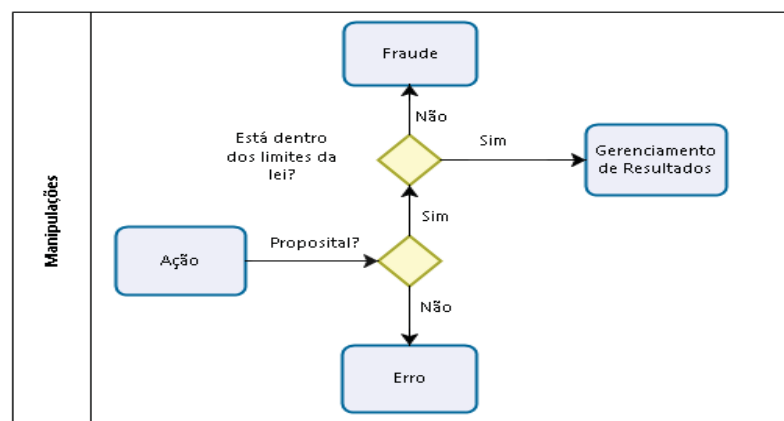 Manipulações
Fraude
Não
Está dentro
dos limites da
lei?
Sim
Gerenciamento
de Resultados
Sim
Ação
Proposital?
Não
Erro